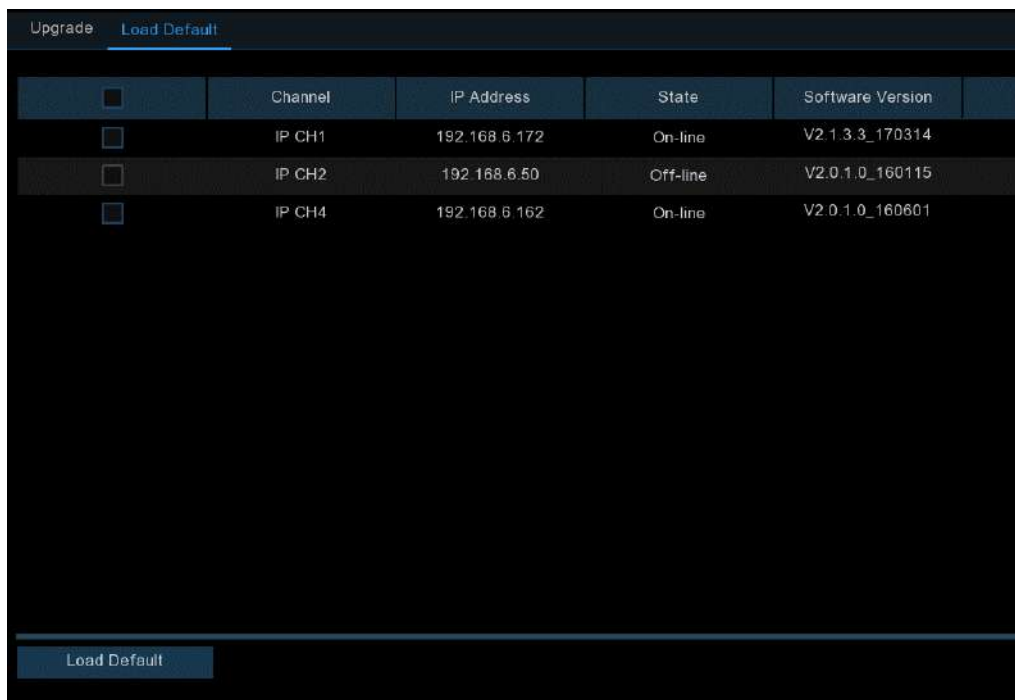 Upgrade Load Default
Channel IP Address State Software Version
IP CH1 192.168.6.172 On-line V2.1.3.3_170314
IP CH2 192.168.6.50 Off-line V2.0.1.0_160115
IP CH4 192.168.6.162 On-line V2.0.1.0_160601
Load Default